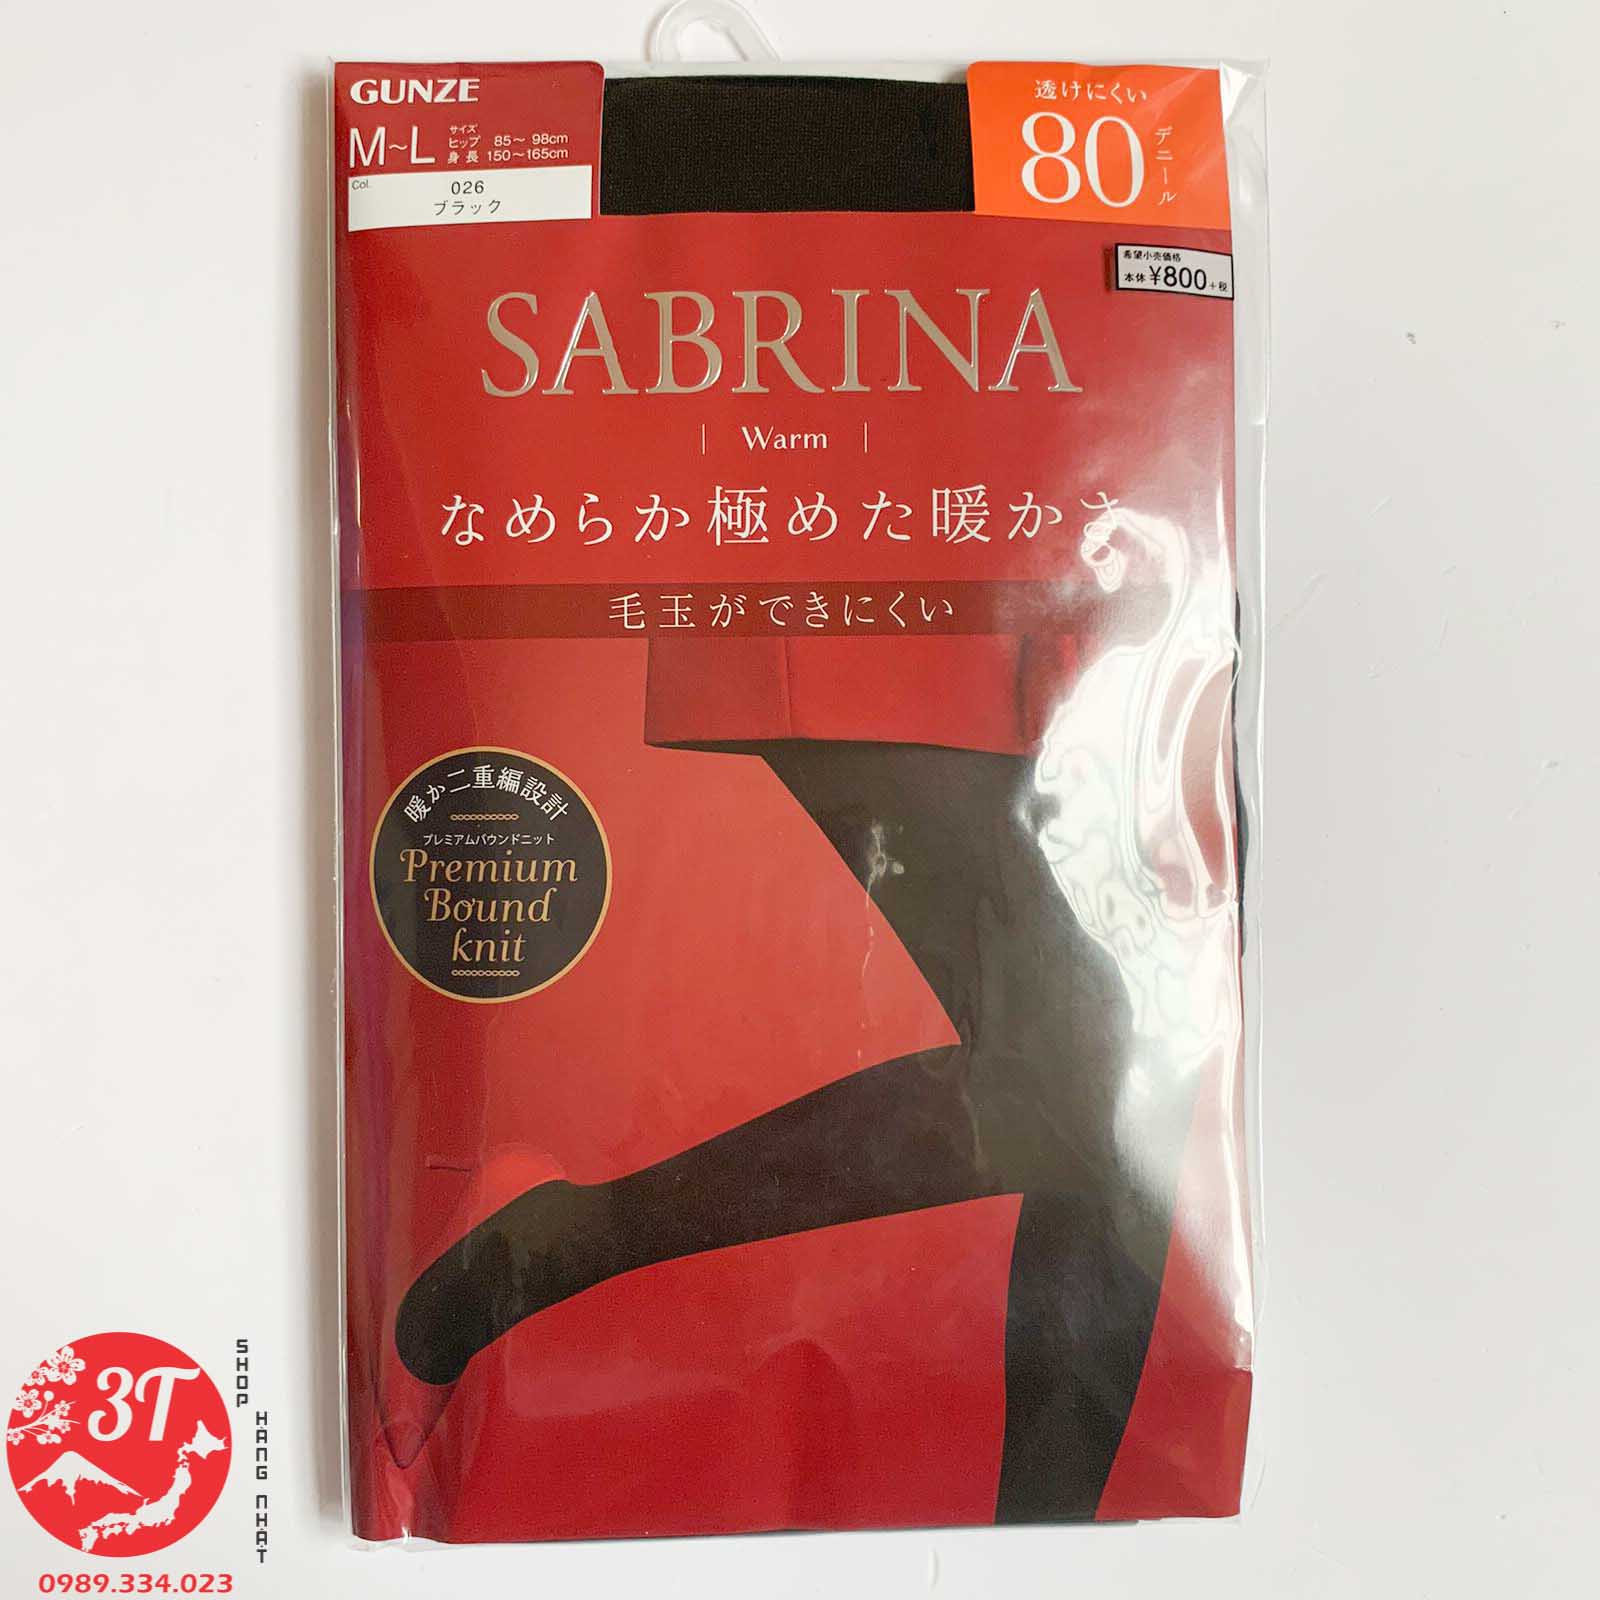 GUNZE
M~L
サイズ
ヒップ 85~ 98cm
身長 150~165cm
Col.
026
ブラック
透けにくい
80
デニール
希望小売価格
本体 ¥800+税
SABRINA
| Warm |
なめらか極めた暖かさ
毛玉ができにくい
暖か二重編設計
プレミアムバウンドニット
Premium
Bound
knit
3T
SHOP
HÀNG NHẬT
0989.334.023